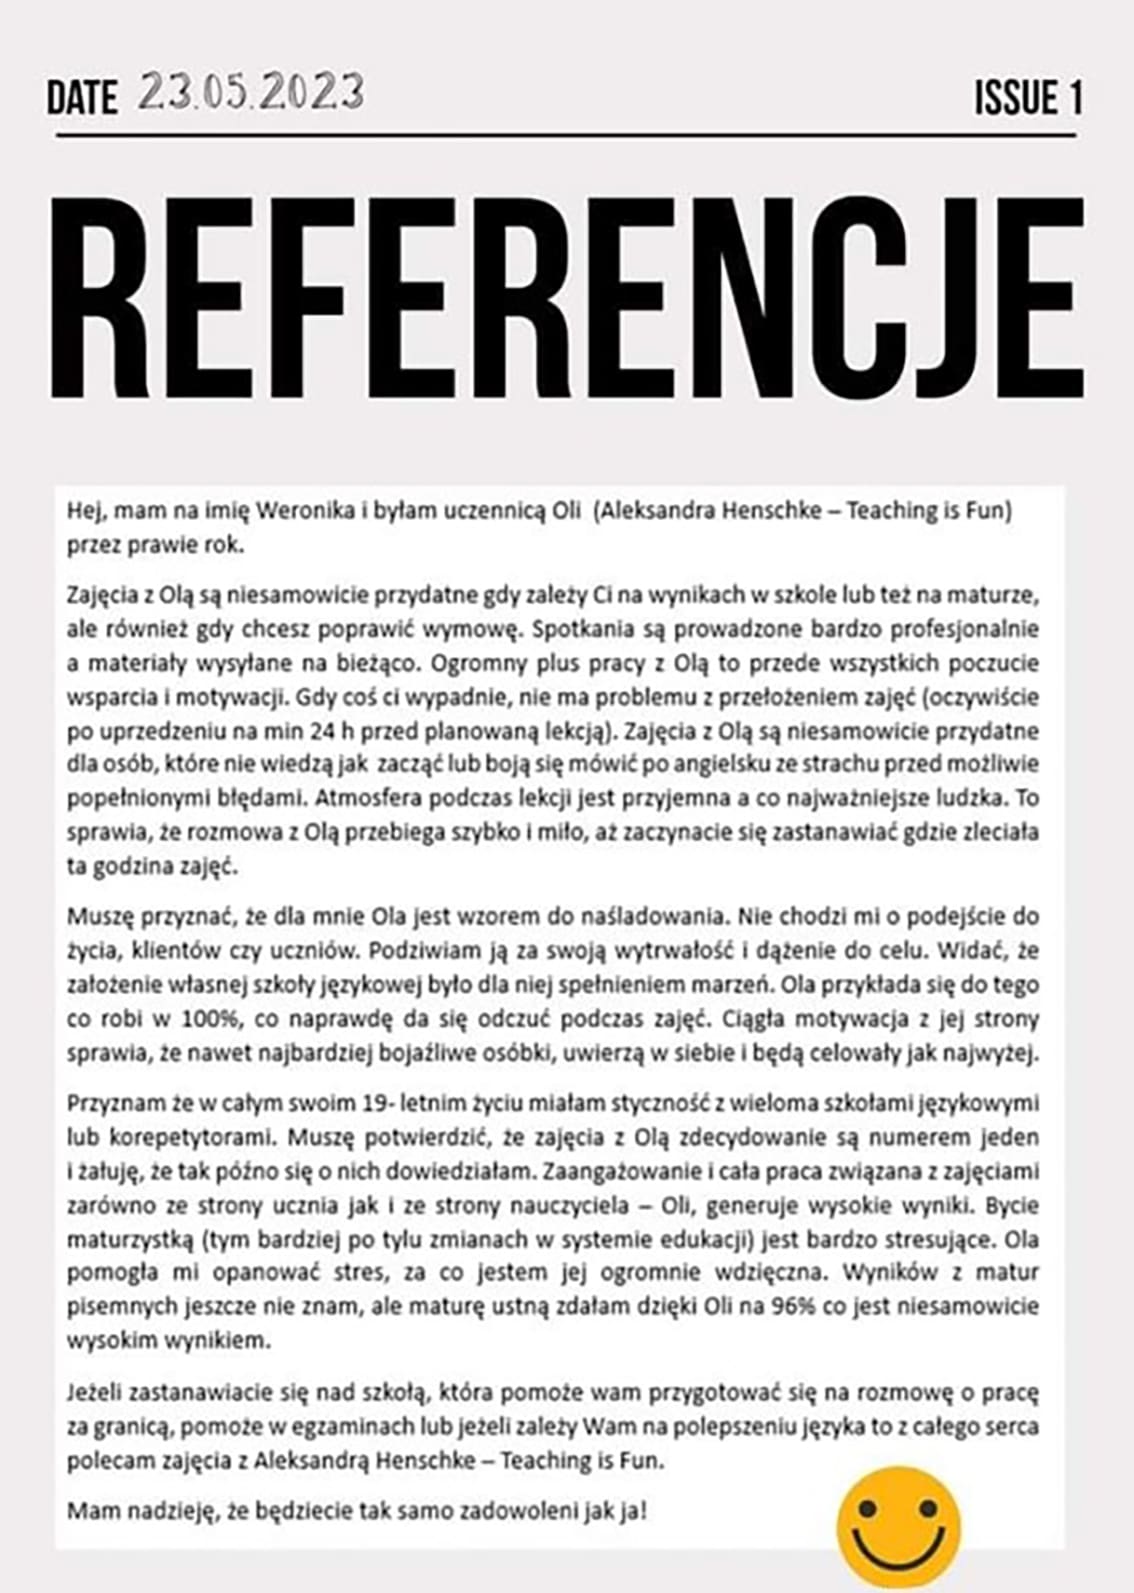 DATE 23.05.2023 ISSUE 1
REFERENCJE
Hej, mam na imię Weronika i byłam uczennicą Oli (Aleksandra Henschke – Teaching is Fun)
przez prawie rok.
Zajęcia z Olą są niesamowicie przydatne gdy zależy Ci na wynikach w szkole lub też na maturze,
ale również gdy chcesz poprawić wymowę. Spotkania są prowadzone bardzo profesjonalnie
a materiały wysyłane na bieżąco. Ogromny plus pracy z Olą to przede wszystkich poczucie
wsparcia i motywacji. Gdy coś ci wypadnie, nie ma problemu z przełożeniem zajęć (oczywiście
po uprzedzeniu na min 24 h przed planowaną lekcją). Zajęcia z Olą są niesamowicie przydatne
dla osób, które nie wiedzą jak zacząć lub boją się mówić po angielsku ze strachu przed możliwie
popełnionymi błędami. Atmosfera podczas lekcji jest przyjemna a co najważniejsze ludzka. To
sprawia, że rozmowa z Olą przebiega szybko i miło, aż zaczynacie się zastanawiać gdzie zleciała
ta godzina zajęć.
Muszę przyznać, że dla mnie Ola jest wzorem do naśladowania. Nie chodzi mi o podejście do
życia, klientów czy uczniów. Podziwiam ją za swoją wytrwałość i dążenie do celu. Widać, że
założenie własnej szkoły językowej było dla niej spełnieniem marzeń. Ola przykłada się do tego
co robi w 100%, co naprawdę da się odczuć podczas zajęć. Ciągła motywacja z jej strony
sprawia, że nawet najbardziej bojaźliwe osóbki, uwierzą w siebie i będą celowały jak najwyżej.
Przyznam że w całym swoim 19- letnim życiu miałam styczność z wieloma szkołami językowymi
lub korepetytorami. Muszę potwierdzić, że zajęcia z Olą zdecydowanie są numerem jeden
i żałuję, że tak późno się o nich dowiedziałam. Zaangażowanie i cała praca związana z zajęciami
zarówno ze strony ucznia jak i ze strony nauczyciela – Oli, generuje wysokie wyniki. Bycie
maturzystką (tym bardziej po tylu zmianach w systemie edukacji) jest bardzo stresujące. Ola
pomogła mi opanować stres, za co jestem jej ogromnie wdzięczna. Wyników z matur
pisemnych jeszcze nie znam, ale maturę ustną zdałam dzięki Oli na 96% co jest niesamowicie
wysokim wynikiem.
Jeżeli zastanawiacie się nad szkołą, która pomoże wam przygotować się na rozmowę o pracę
za granicą, pomoże w egzaminach lub jeżeli zależy Wam na polepszeniu języka to z całego serca
polecam zajęcia z Aleksandrą Henschke – Teaching is Fun.
Mam nadzieję, że będziecie tak samo zadowoleni jak ja!